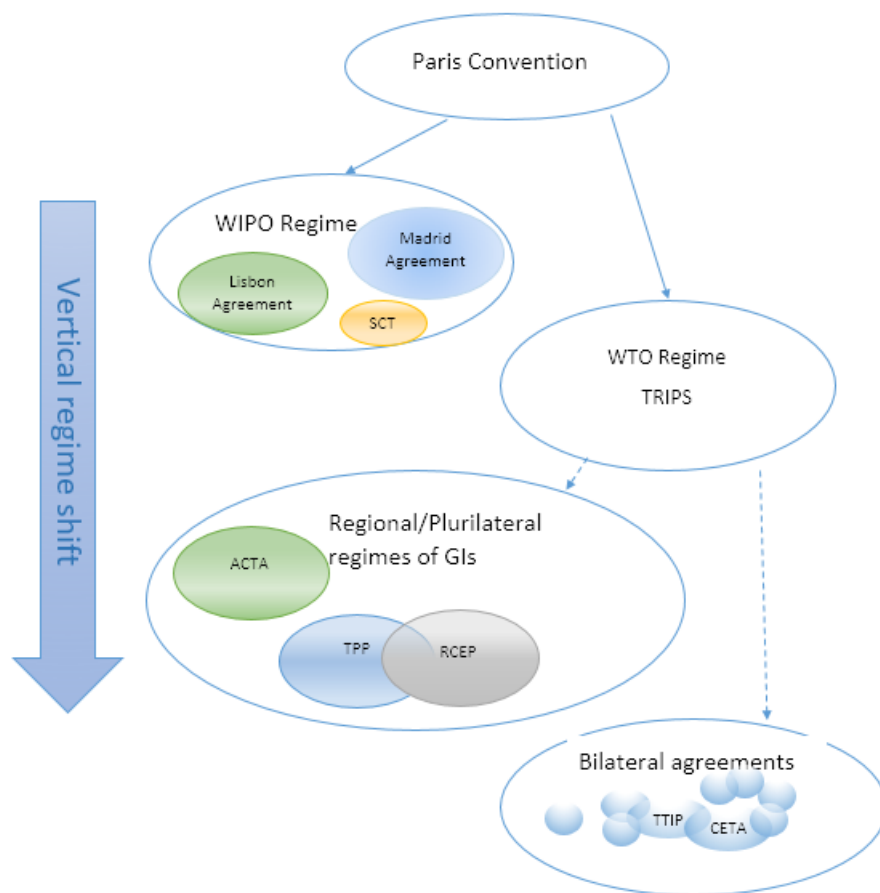 Paris Convention
WIPO Regime
Madrid
Agreement
Lisbon
Agreement
SCT
Vertical regime shift
WTO Regime
TRIPS
Regional/Plurilateral
regimes of GIs
ACTA
TPP
RCEP
Bilateral agreements
TTIP
CETA